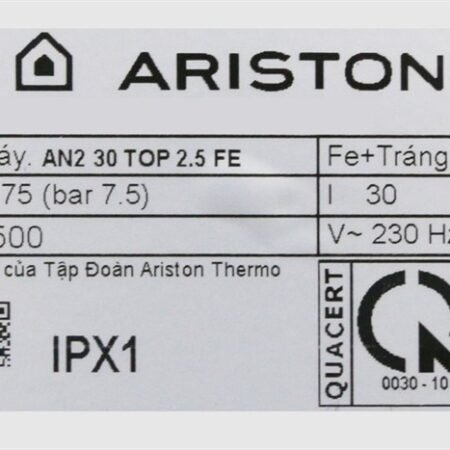 ARISTON
áy. AN2 30 TOP 2.5 FE
Fe+Tráng
75 (bar 7.5)
l 30
500
V~ 230 Hz
của Tập Đoàn Ariston Thermo
IPX1
QUACERT
0030 - 10